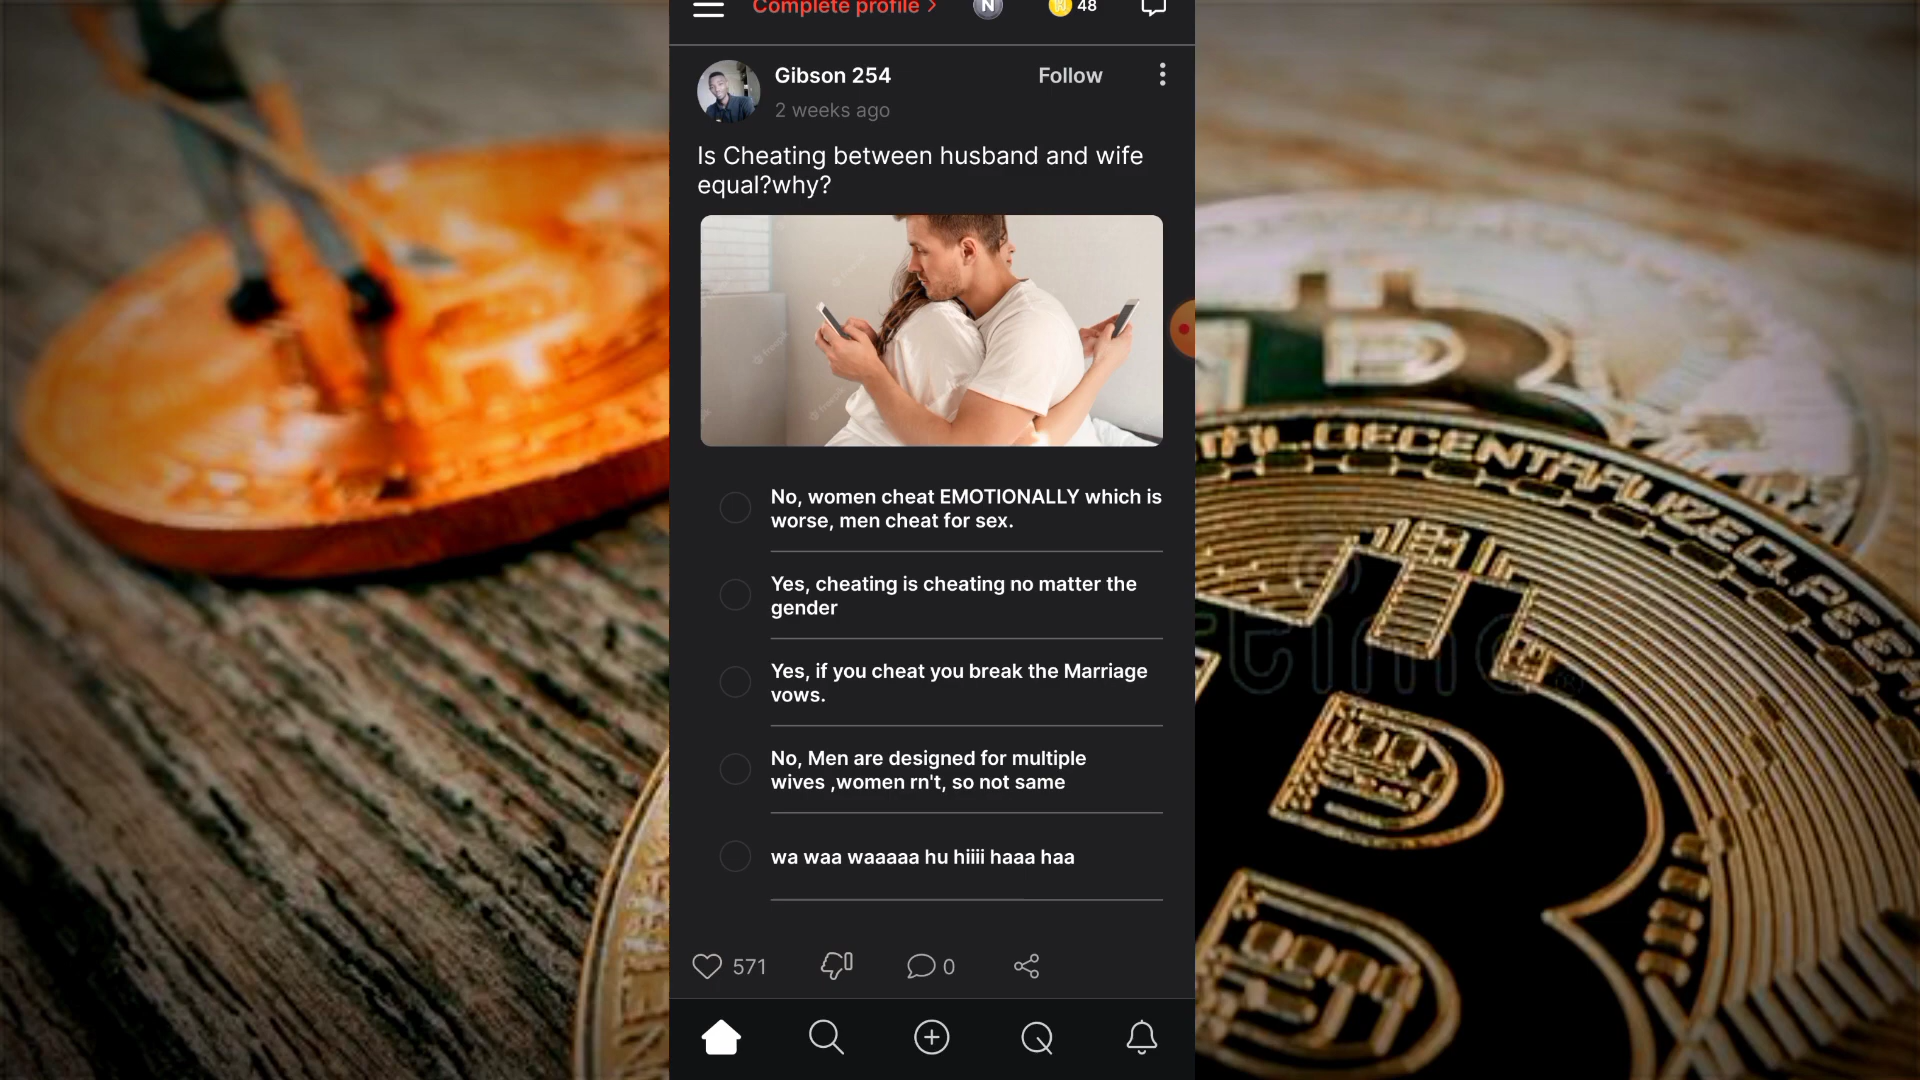 Complete profile >
N
48
Gibson 254
Follow
2 weeks ago
Is Cheating between husband and wife
equal?why?
No, women cheat EMOTIONALLY which is
worse, men cheat for sex.
Yes, cheating is cheating no matter the
gender
Yes, if you cheat you break the Marriage
vows.
No, Men are designed for multiple
wives ,women rn't, so not same
wa waa waaaaa hu hiiii haaa haa
571
0
DECENTRALIZED
time